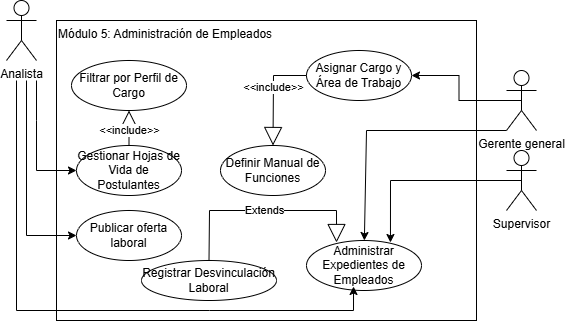 Módulo 5: Administración de Empleados
Analista
Filtrar por Perfil de
Cargo
<<include>>
Gestionar Hojas de
Vida de
Postulantes
Publicar oferta
laboral
Asignar Cargo y
Área de Trabajo
<<include>>
Definir Manual de
Funciones
Extends
Registrar Desvinculación
Laboral
Administrar
Expedientes de
Empleados
Gerente general
Supervisor